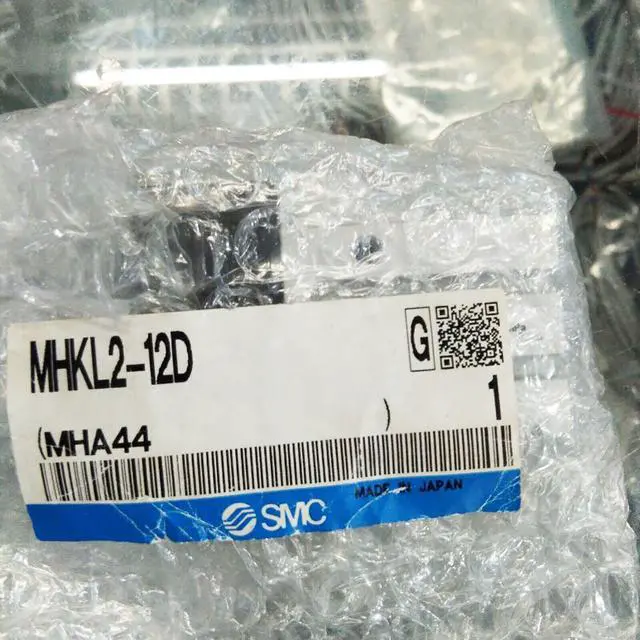 MHKL2-12D
G
1
(MHA44 )
MADE IN JAPAN
SMC